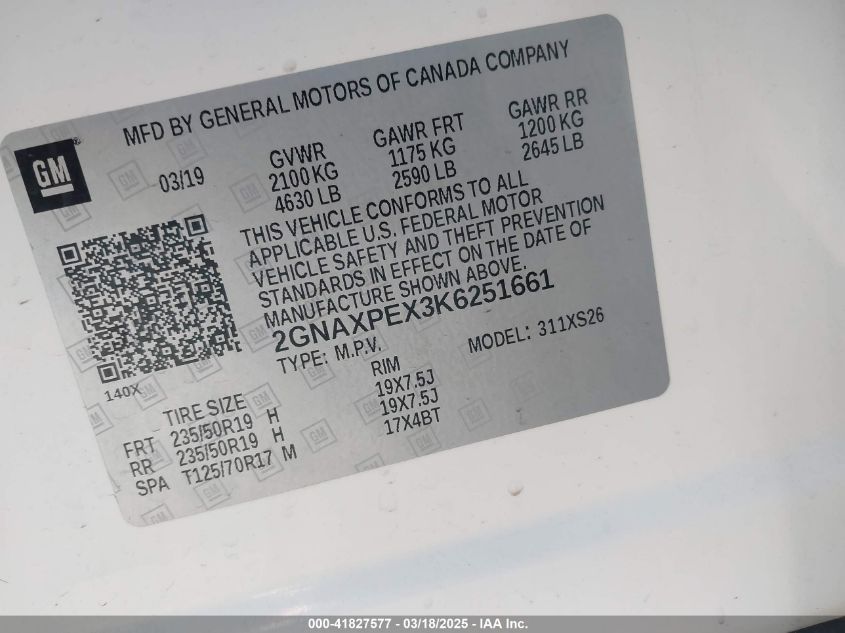 MFD BY GENERAL MOTORS OF CANADA COMPANY
GM
03/19
GVWR
2100 KG
4630 LB
GAWR FRT
1175 KG
2590 LB
GAWR RR
1200 KG
2645 LB
THIS VEHICLE CONFORMS TO ALL
APPLICABLE U.S. FEDERAL MOTOR
VEHICLE SAFETY AND THEFT PREVENTION
STANDARDS IN EFFECT ON THE DATE OF
MANUFACTURE SHOWN ABOVE.
2GNAXPEX3K6251661
TYPE: M.P.V. MODEL: 311XS26
140X
TIRE SIZE RIM
FRT 235/50R19 H 19X7.5J
RR 235/50R19 H 19X7.5J
SPA T125/70R17 M 17X4BT
000-41827577 - 03/18/2025 - IAA Inc.